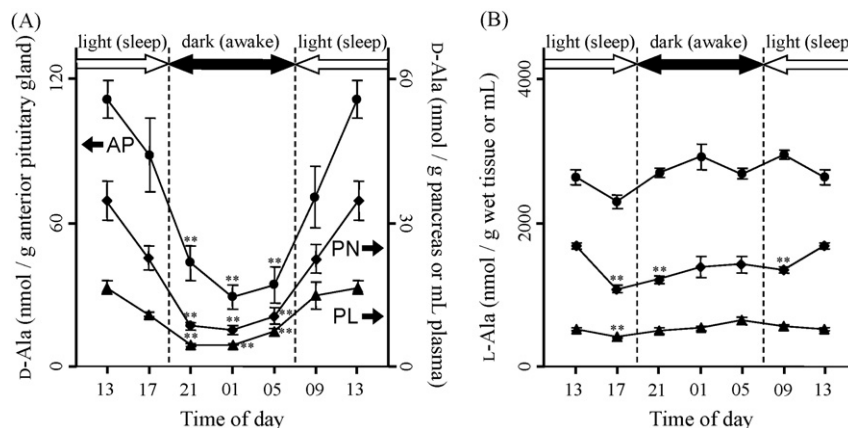 (A)
light (sleep) dark (awake) light (sleep)
D-Ala (nmol / g anterior pituitary gland)
120
60
0
AP
** ** **
** ** **
** ** **
PN
PL
60
30
0
D-Ala (nmol / g pancreas or mL plasma)
13 17 21 01 05 09 13
Time of day
(B)
light (sleep) dark (awake) light (sleep)
L-Ala (nmol / g wet tissue or mL)
4000
2000
0
** ** **
**
13 17 21 01 05 09 13
Time of day